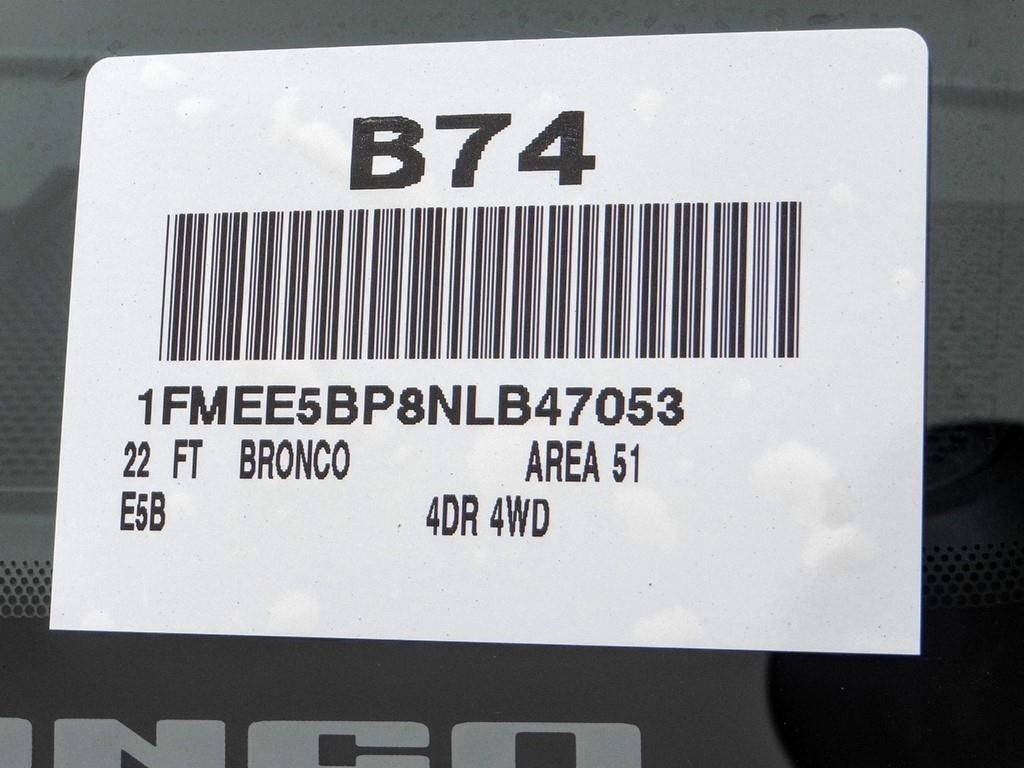 B74
1FMEE5BP8NLB47053
22 FT BRONCO AREA 51
E5B 4DR 4WD